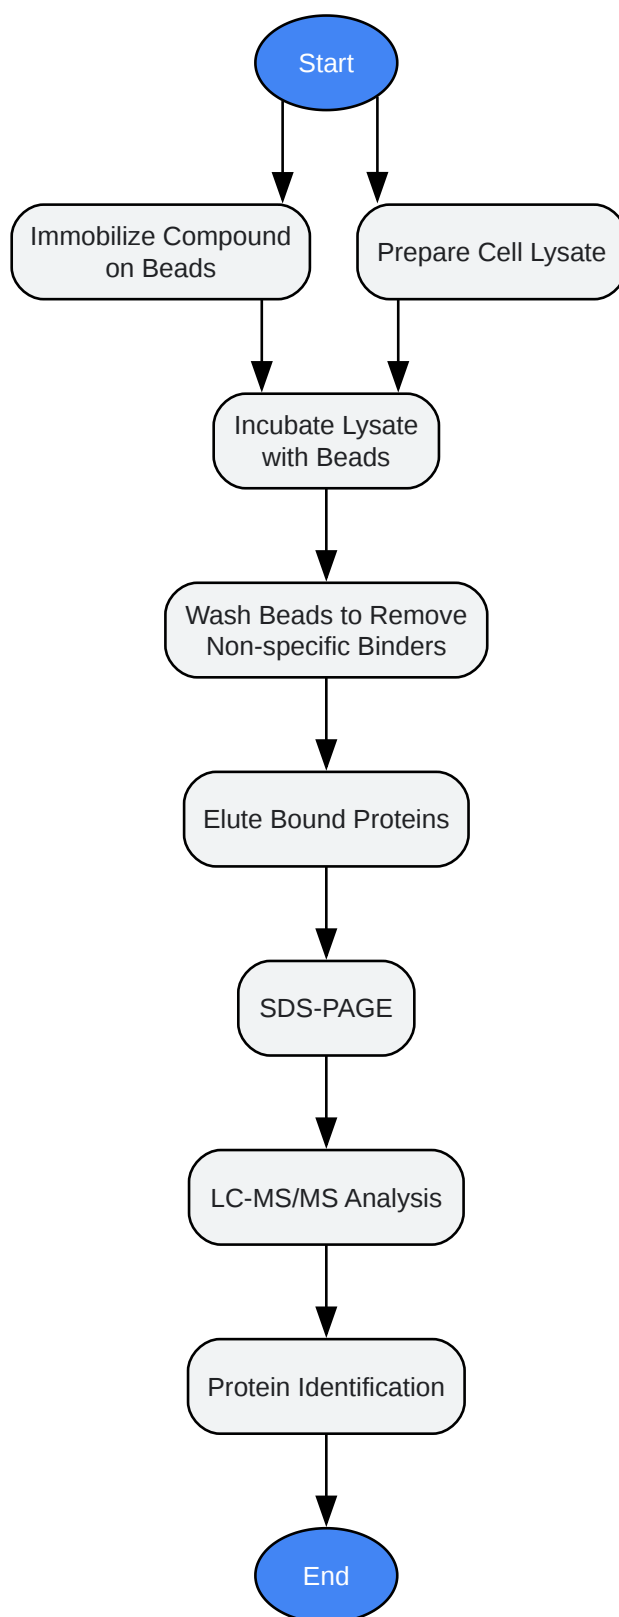 Start
Immobilize Compound
on Beads
Prepare Cell Lysate
Incubate Lysate
with Beads
Wash Beads to Remove
Non-specific Binders
Elute Bound Proteins
SDS-PAGE
LC-MS/MS Analysis
Protein Identification
End